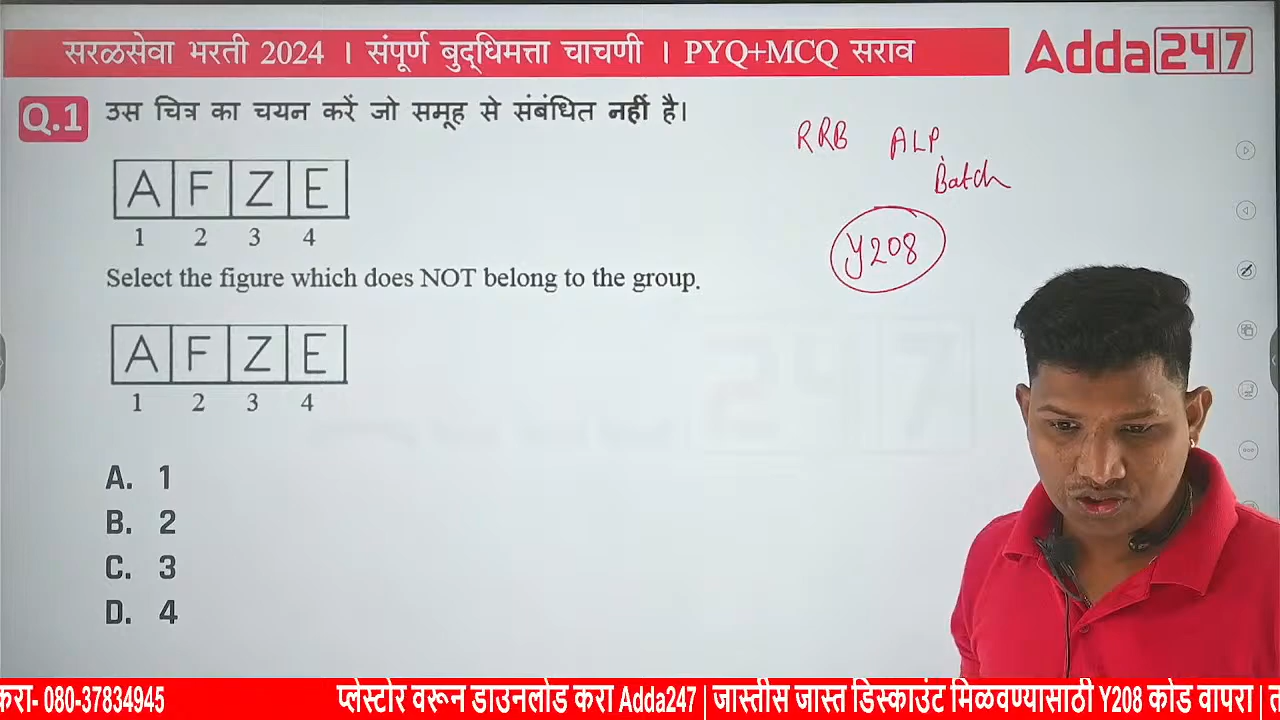 सरळसेवा भरती 2024 । संपूर्ण बुद्धिमत्ता चाचणी । PYQ+MCQ सराव
Adda247
Q.1 उस चित्र का चयन करें जो समूह से संबंधित नहीं है।
A F Z E
1 2 3 4
Select the figure which does NOT belong to the group.
A F Z E
1 2 3 4
A. 1
B. 2
C. 3
D. 4
RRB ALP
Batch
Y208
247
करा- 080-37834945 प्लेस्टोर वरून डाउनलोड करा Adda247 | जास्तीस जास्त डिस्काउंट मिळवण्यासाठी Y208 कोड वापरा |